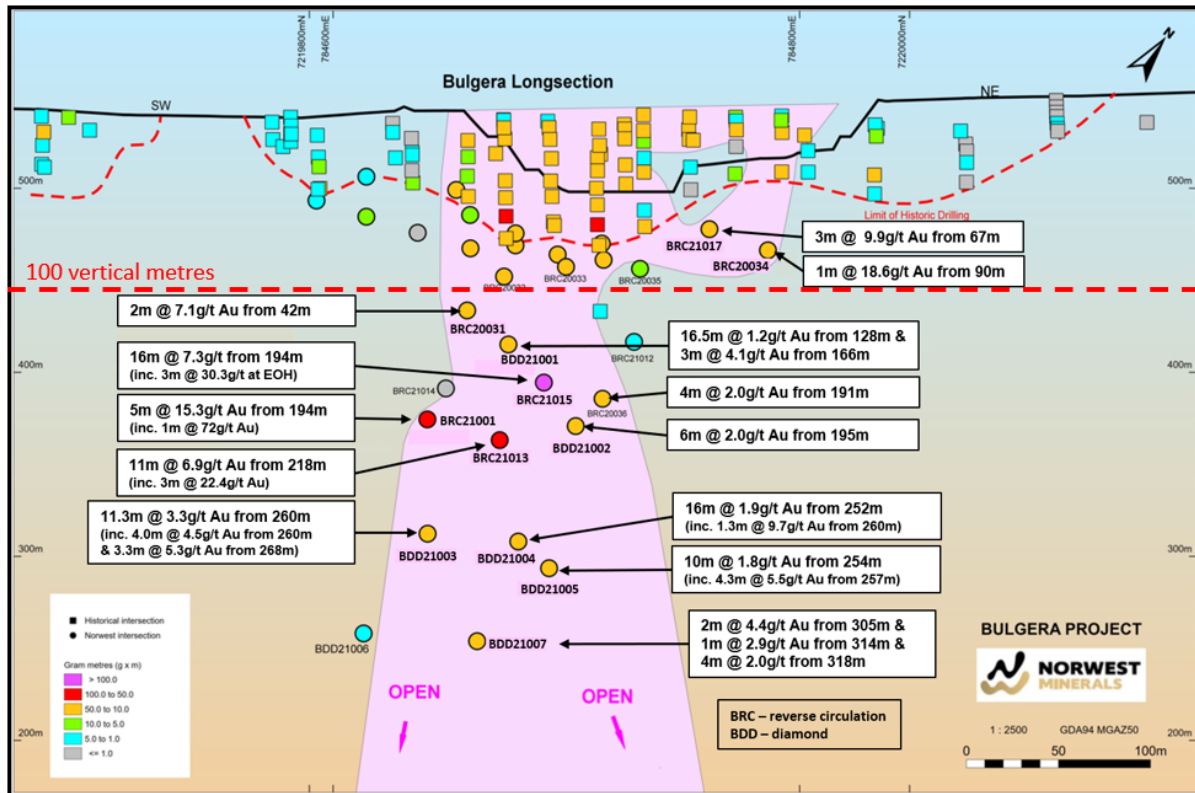 7219800mN
784600mE
784800mE
7220000mN
Bulgera Longsection
SW
NE
500m
500m
Limit of Historic Drilling
BRC21017
3m @ 9.9g/t Au from 67m
BRC20034
1m @ 18.6g/t Au from 90m
BRC20033
BRC20035
100 vertical metres
2m @ 7.1g/t Au from 42m
BRC20031
16.5m @ 1.2g/t Au from 128m &
3m @ 4.1g/t Au from 166m
BDD21001
BRC21012
16m @ 7.3g/t from 194m
(inc. 3m @ 30.3g/t at EOH)
400m
400m
BRC21014
BRC21015
4m @ 2.0g/t Au from 191m
BRC20036
5m @ 15.3g/t Au from 194m
(inc. 1m @ 72g/t Au)
BRC21001
6m @ 2.0g/t Au from 195m
BDD21002
BRC21013
11m @ 6.9g/t Au from 218m
(inc. 3m @ 22.4g/t Au)
11.3m @ 3.3g/t Au from 260m
(inc. 4.0m @ 4.5g/t Au from 260m
& 3.3m @ 5.3g/t Au from 268m)
16m @ 1.9g/t Au from 252m
(inc. 1.3m @ 9.7g/t Au from 260m)
BDD21003
BDD21004
300m
300m
10m @ 1.8g/t Au from 254m
(inc. 4.3m @ 5.5g/t Au from 257m)
BDD21005
Historical intersection
Norwest intersection
Gram metres (g x m)
> 100.0
100.0 to 50.0
50.0 to 10.0
10.0 to 5.0
5.0 to 1.0
<= 1.0
BDD21006
BDD21007
2m @ 4.4g/t Au from 305m &
1m @ 2.9g/t Au from 314m &
4m @ 2.0g/t from 318m
BULGERA PROJECT
NORWEST
MINERALS
OPEN
OPEN
BRC – reverse circulation
BDD – diamond
1 : 2500 GDA94 MGAZ50
0 50 100m
200m
200m